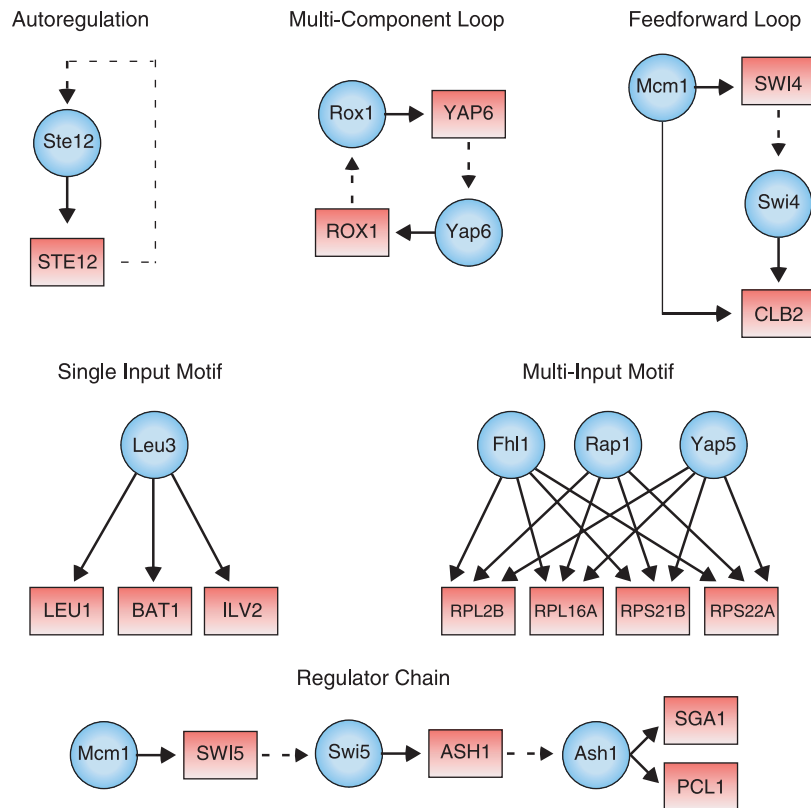 Autoregulation
Multi-Component Loop
Feedforward Loop
Ste12
STE12
Rox1
YAP6
ROX1
Yap6
Mcm1
SWI4
Swi4
CLB2
Single Input Motif
Multi-Input Motif
Leu3
LEU1
BAT1
ILV2
Fhl1
Rap1
Yap5
RPL2B
RPL16A
RPS21B
RPS22A
Regulator Chain
Mcm1
SWI5
Swi5
ASH1
Ash1
SGA1
PCL1